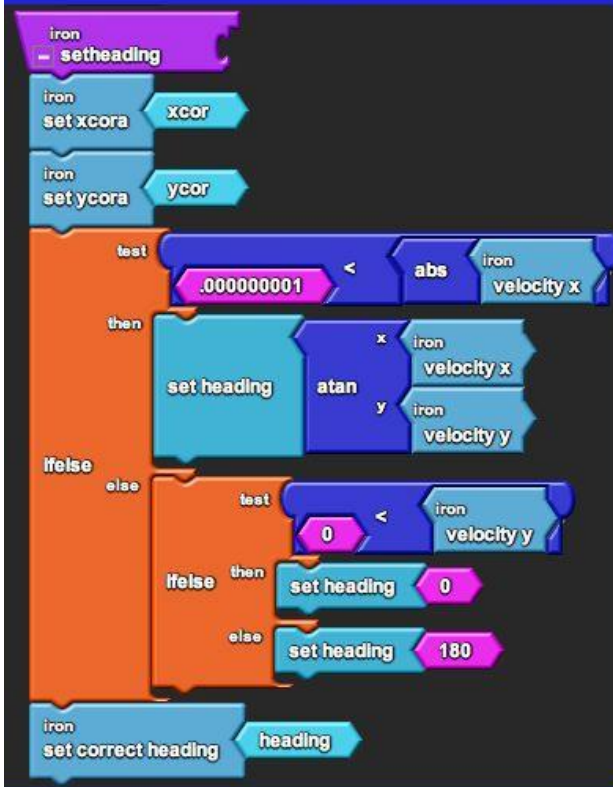 iron
setheading
iron
set xcora xcor
iron
set ycora ycor
test
.000000001 < abs iron
velocity x
then
set heading atan
x iron
velocity x
y iron
velocity y
ifelse
else
test
0 < iron
velocity y
ifelse
then set heading 0
else set heading 180
iron
set correct heading heading